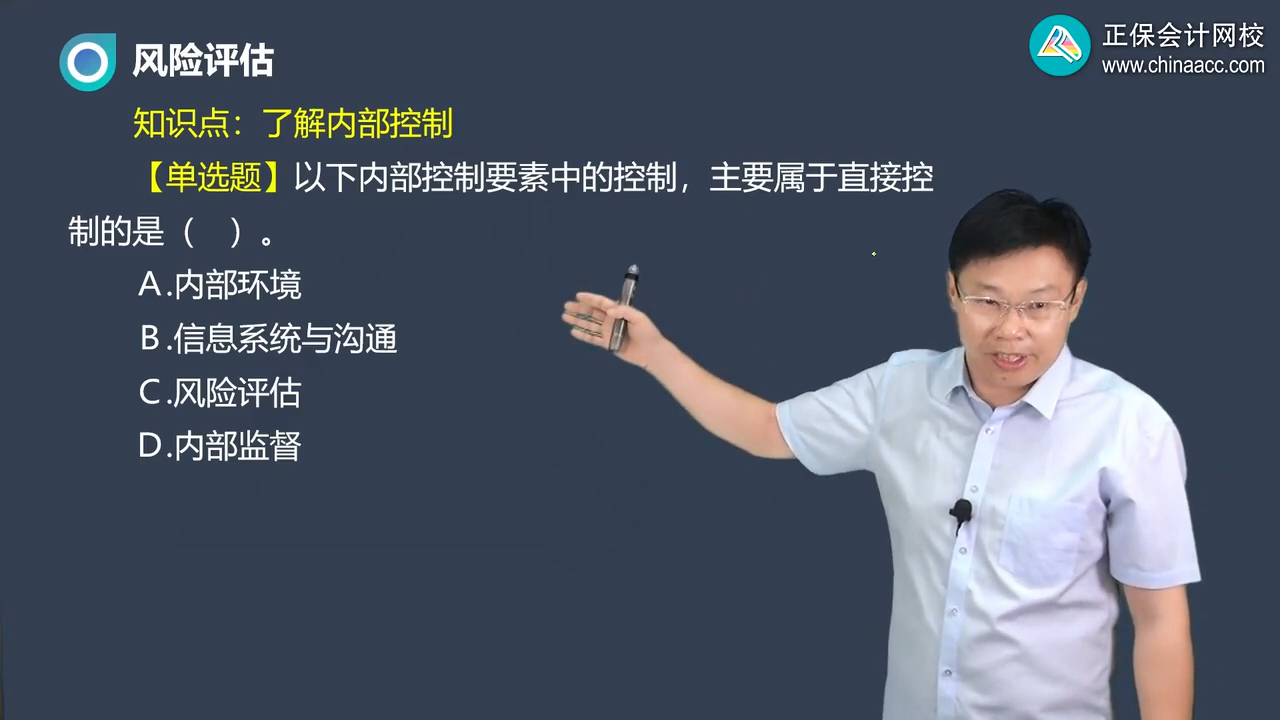 正保会计网校
www.chinaacc.com
风险评估
知识点：了解内部控制
【单选题】以下内部控制要素中的控制，主要属于直接控
制的是（　）。
A.内部环境
B.信息系统与沟通
C.风险评估
D.内部监督